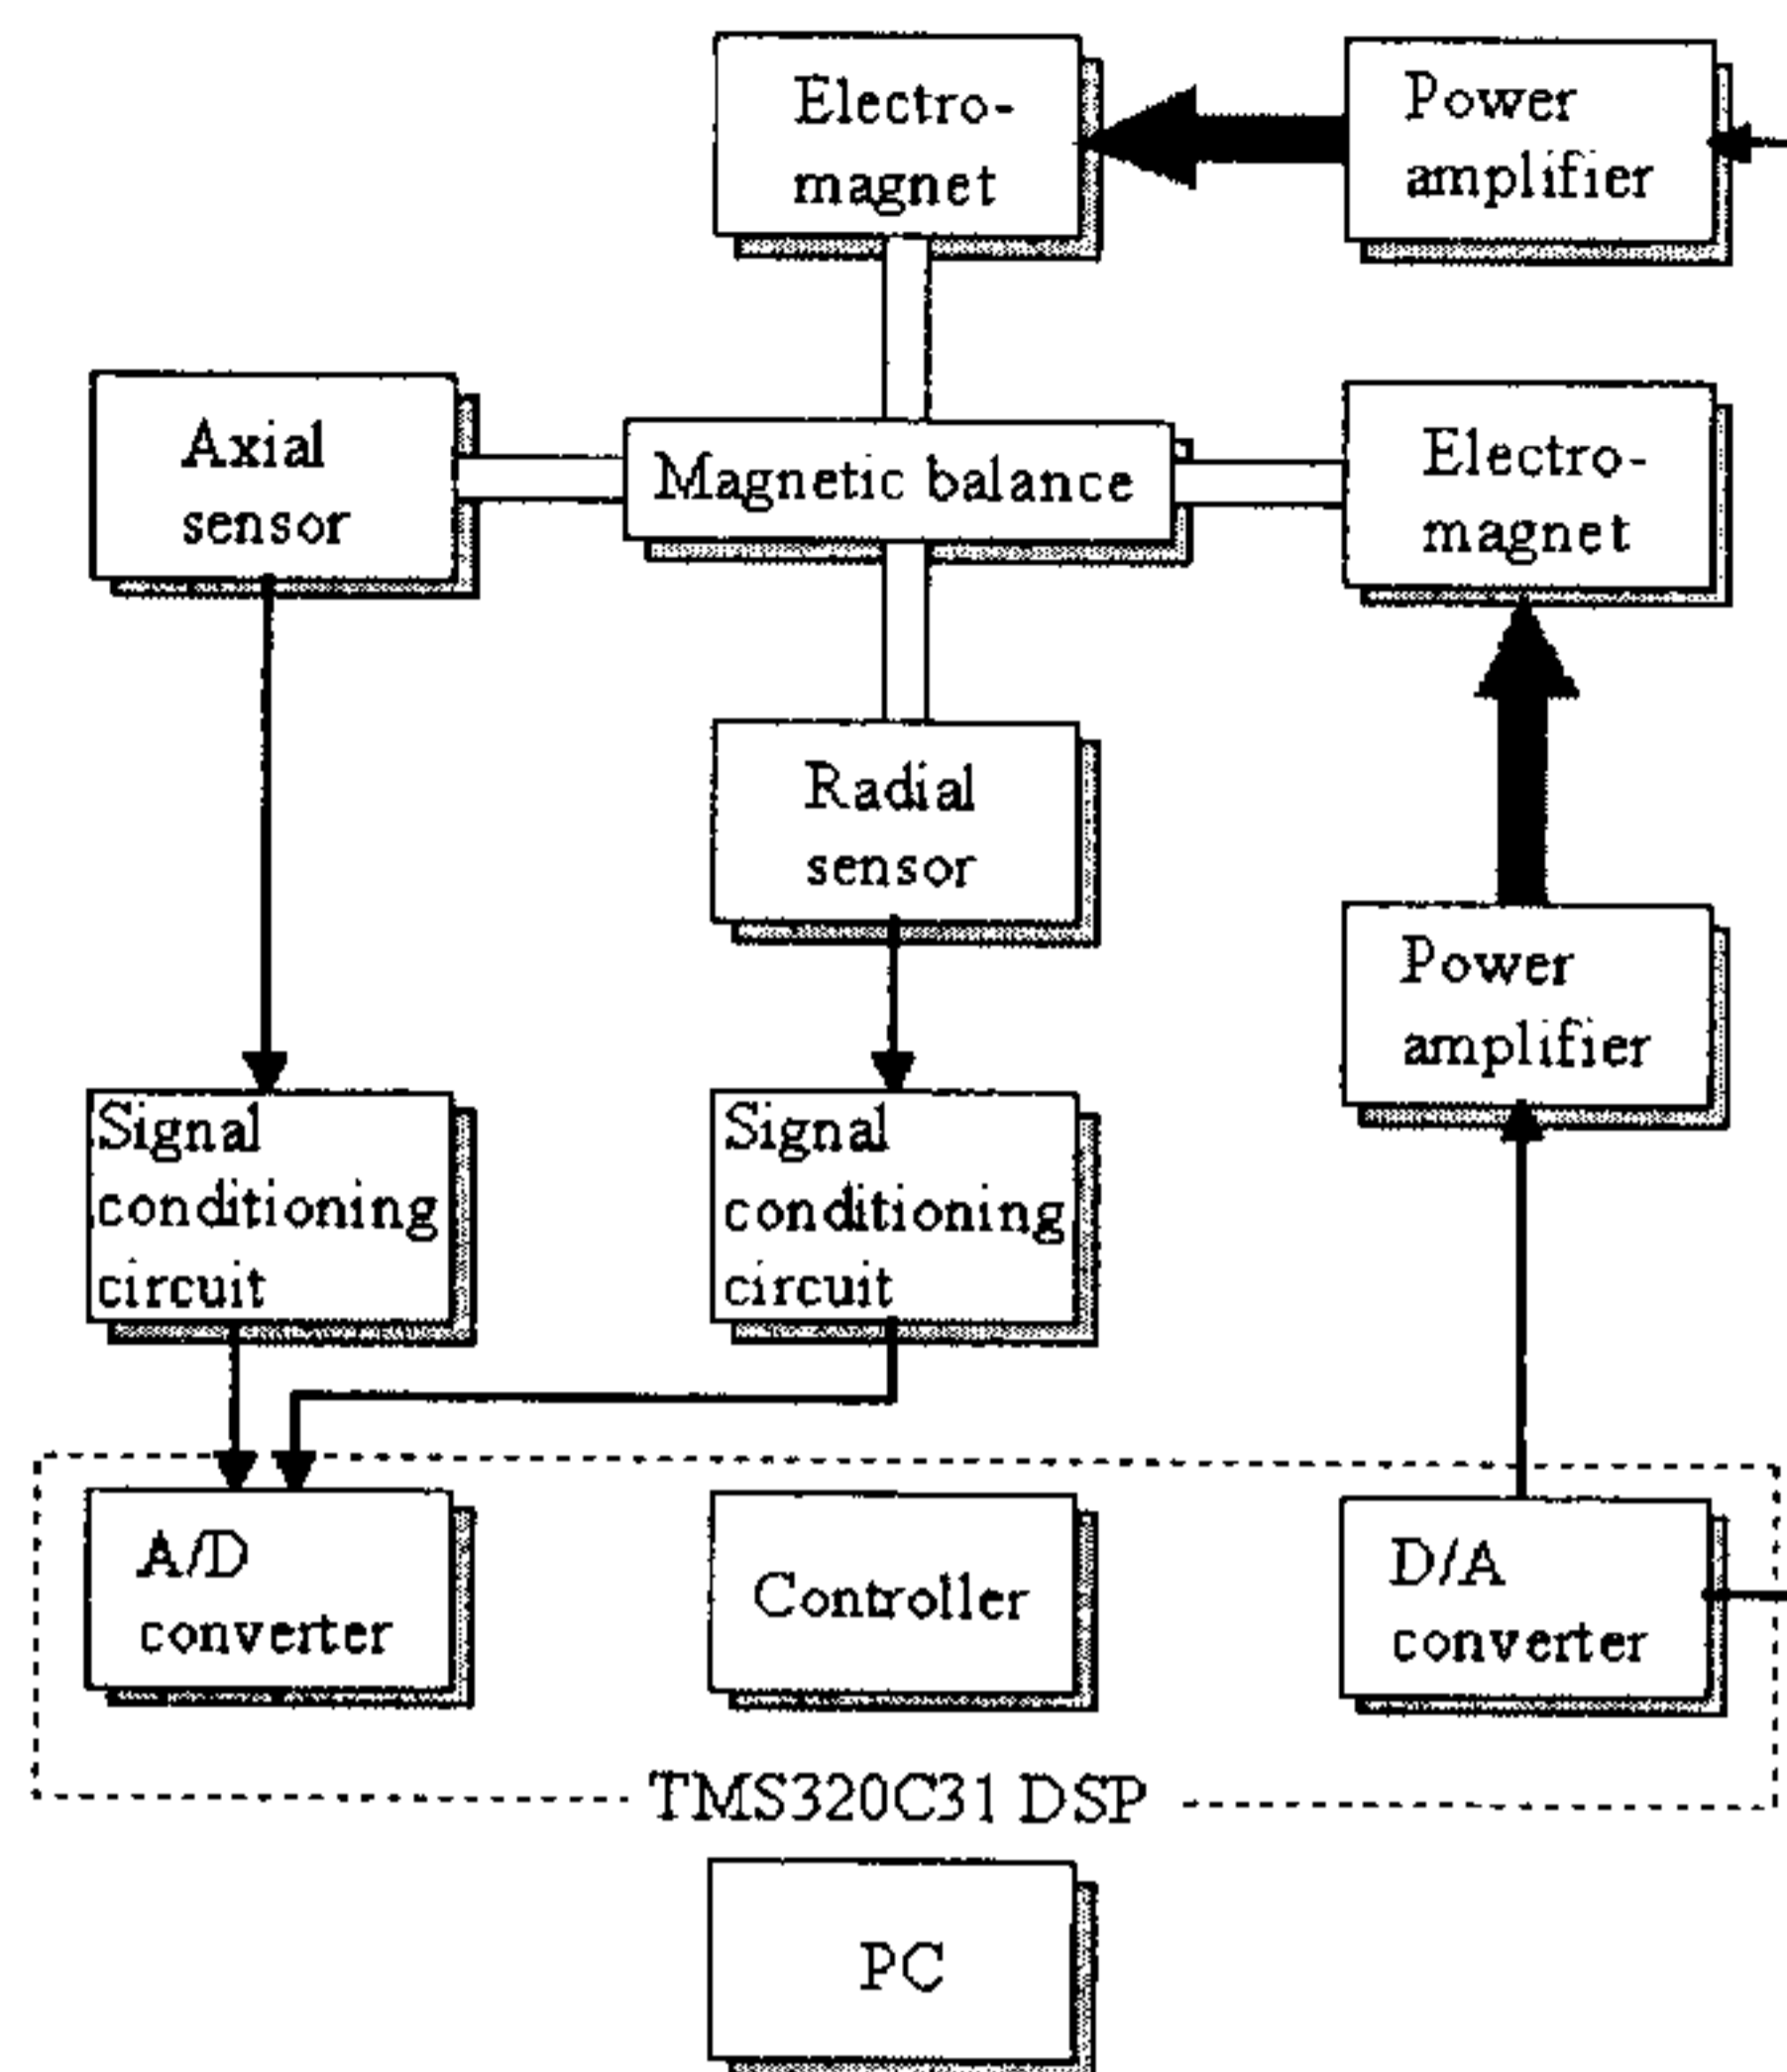 Electro-
magnet
Power
amplifier
Axial
sensor
Magnetic balance
Electro-
magnet
Radial
sensor
Power
amplifier
Signal
conditioning
circuit
Signal
conditioning
circuit
A/D
converter
Controller
D/A
converter
TMS320C31 DSP
PC